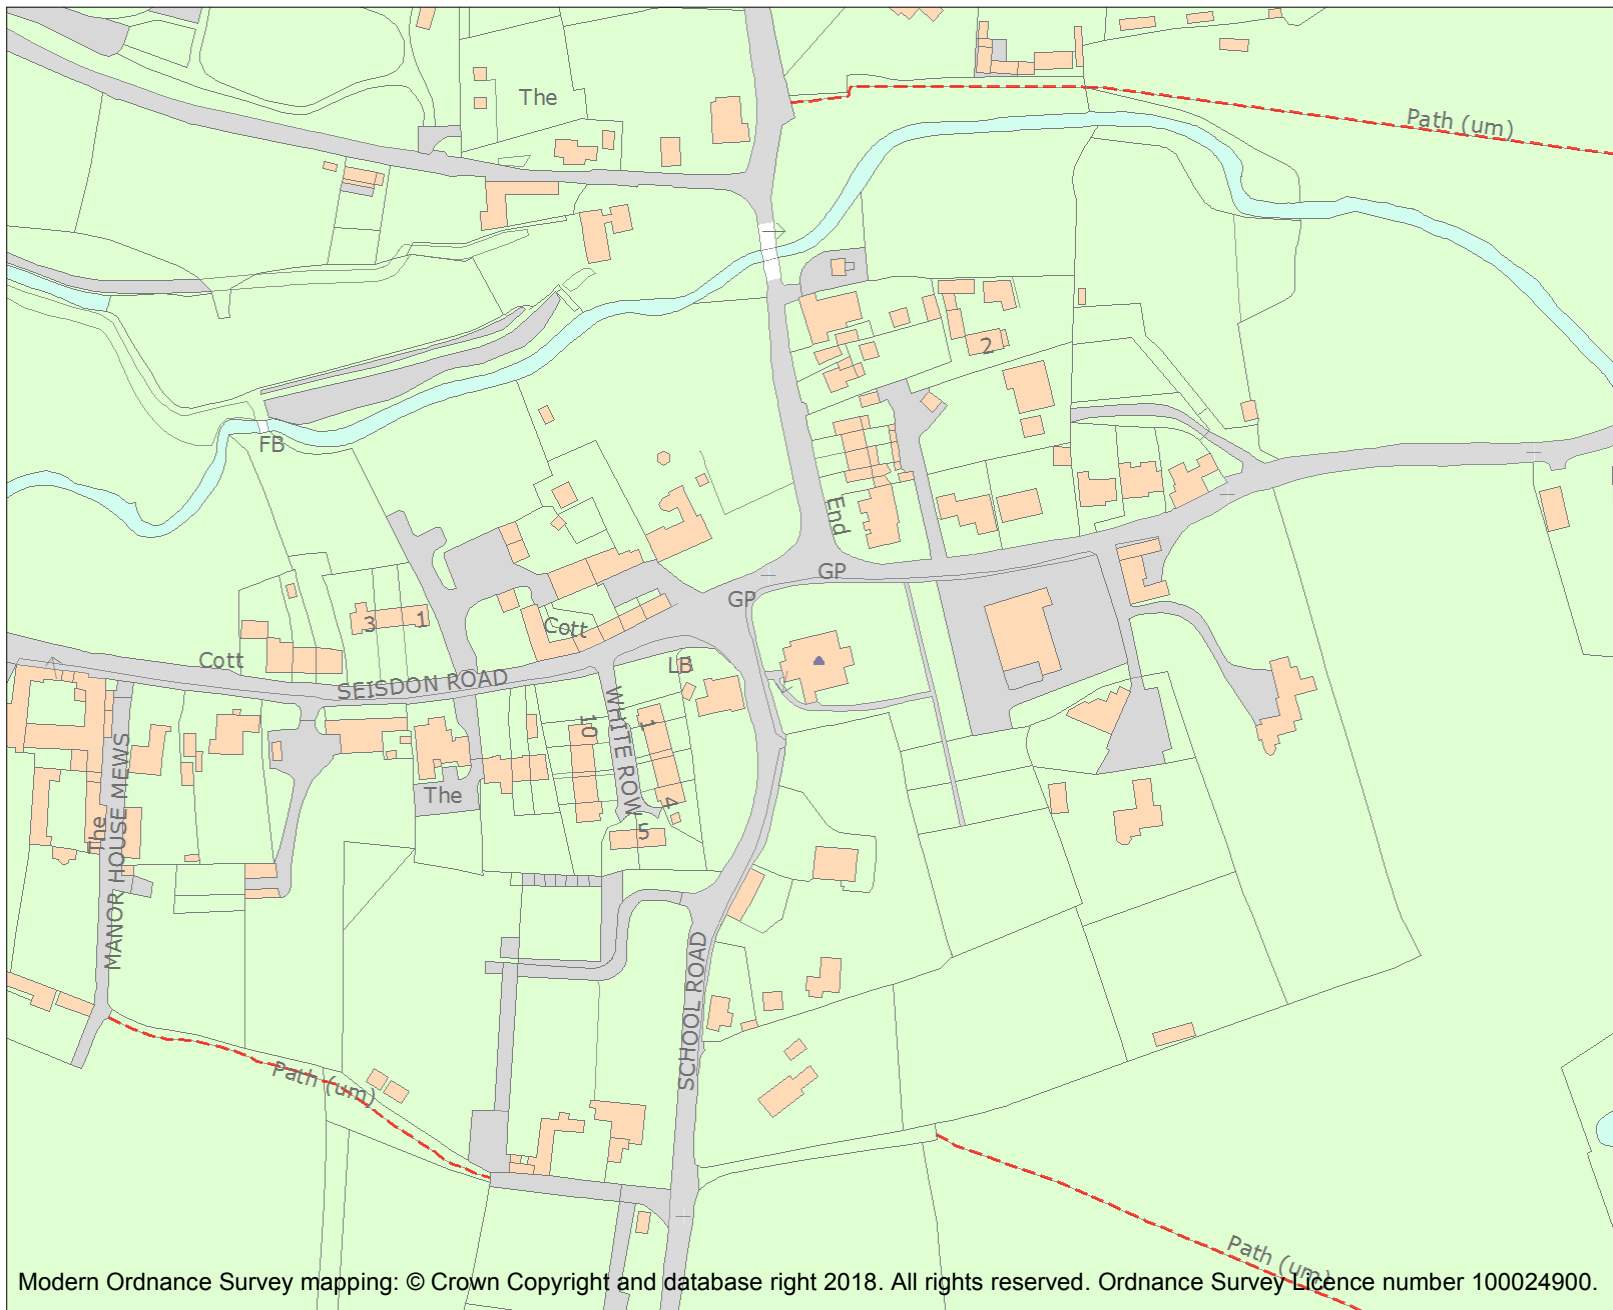 The
Path (um)
2
FB
End
GP
GP
3
1
Cott
Cott
LB
SEISDON ROAD
WHITE ROW
10
1
4
5
The
The
MANOR HOUSE MEWS
SCHOOL ROAD
Path (um)
Path (um)
Modern Ordnance Survey mapping: © Crown Copyright and database right 2018. All rights reserved. Ordnance Survey Licence number 100024900.